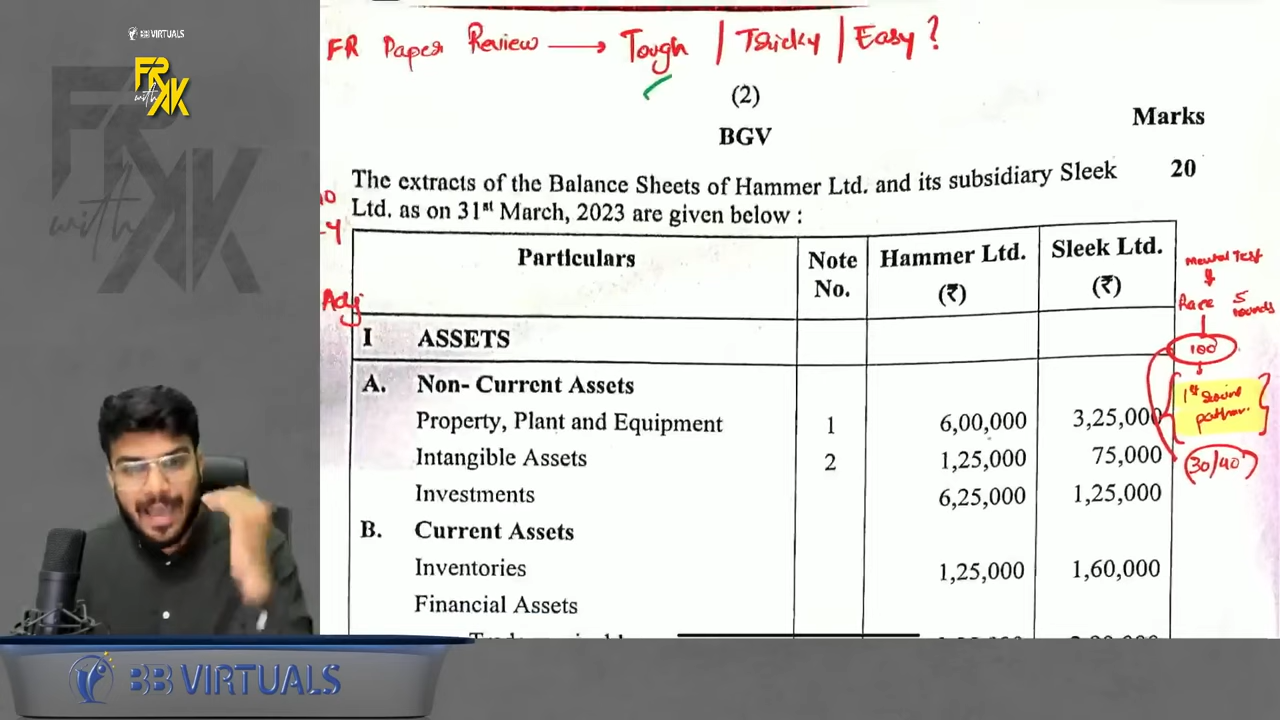 BB VIRTUALS
FR
with
KK
FR Paper Review → Tough | Tricky | Easy ?
(2)
BGV
Marks
The extracts of the Balance Sheets of Hammer Ltd. and its subsidiary Sleek 20
Ltd. as on 31st March, 2023 are given below :
Particulars Note No. Hammer Ltd. (₹) Sleek Ltd. (₹)
Adj
I ASSETS
A. Non- Current Assets
Property, Plant and Equipment 1 6,00,000 3,25,000
Intangible Assets 2 1,25,000 75,000
Investments 6,25,000 1,25,000
B. Current Assets
Inventories 1,25,000 1,60,000
Financial Assets
Mental Test
Race 5
rounds
100
1st
30/40
BB VIRTUALS